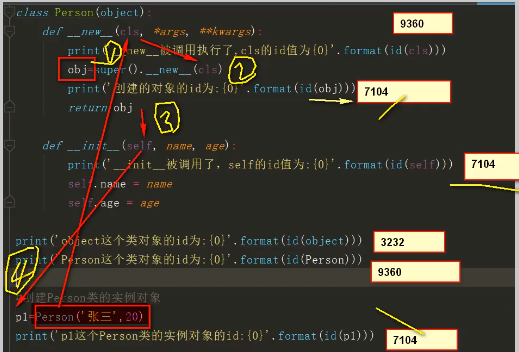 class Person(object):
def __new__(cls, *args, **kwargs): 9360
print( new__被调用执行了,cls的id值为{0}'.format(id(cls))) ①
obj=super().__new__(cls) ②
print('创建的对象的id为:{0}'.format(id(obj))) 7104
return obj ③
def __init__(self, name, age):
print('__init__被调用了，self的id值为:{0}'.format(id(self))) 7104
self.name = name
self.age = age
print('object这个类对象的id为:{0}'.format(id(object))) 3232
print('Person这个类对象的id为:{0}'.format(id(Person))) 9360
④
创建Person类的实例对象
p1=Person('张三',20)
print('p1这个Person类的实例对象的id:{0}'.format(id(p1))) 7104